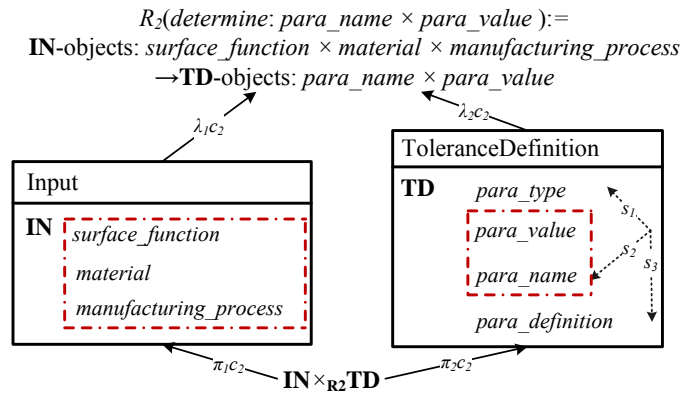 R₂(determine: para_name × para_value ):=
IN-objects: surface_function × material × manufacturing_process
→TD-objects: para_name × para_value
λ₁c₂
λ₂c₂
Input
IN
surface_function
material
manufacturing_process
ToleranceDefinition
TD
para_type
para_value
para_name
para_definition
s₁
s₂
s₃
π₁c₂
IN×R₂TD
π₂c₂